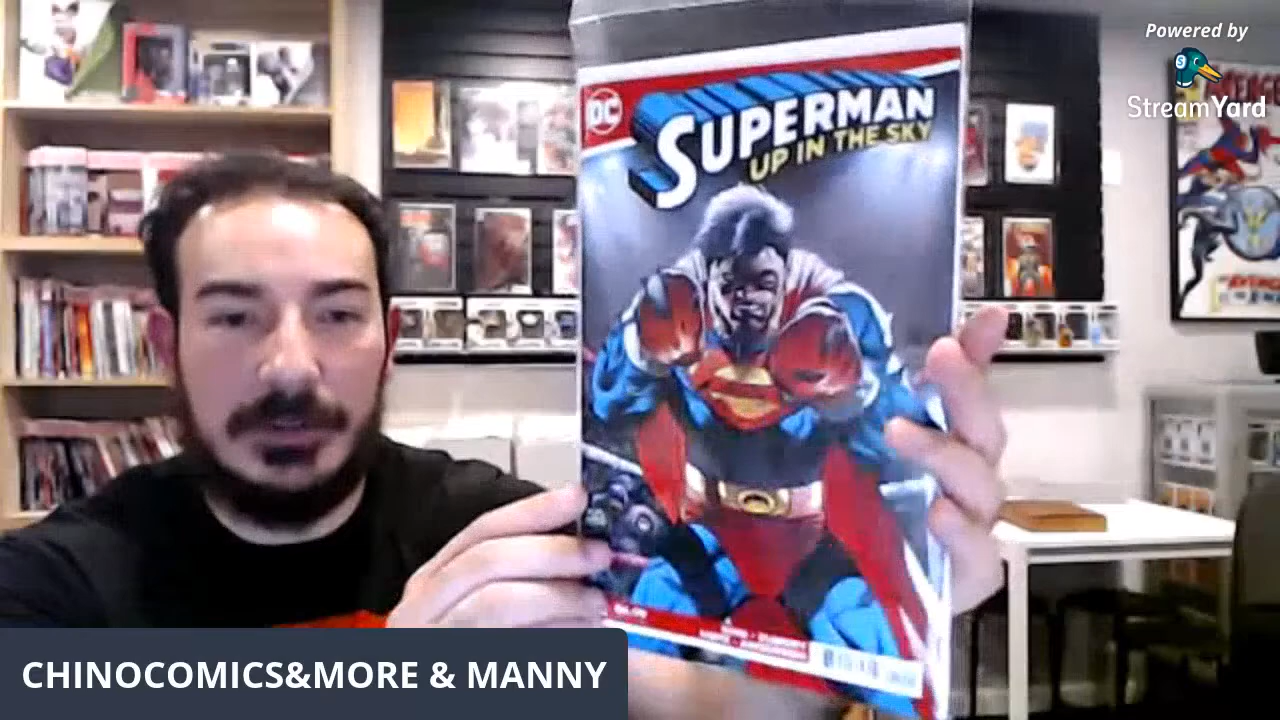 Powered by
StreamYard
DC
SUPERMAN
UP IN THE SKY
CHINOCOMICS&MORE & MANNY